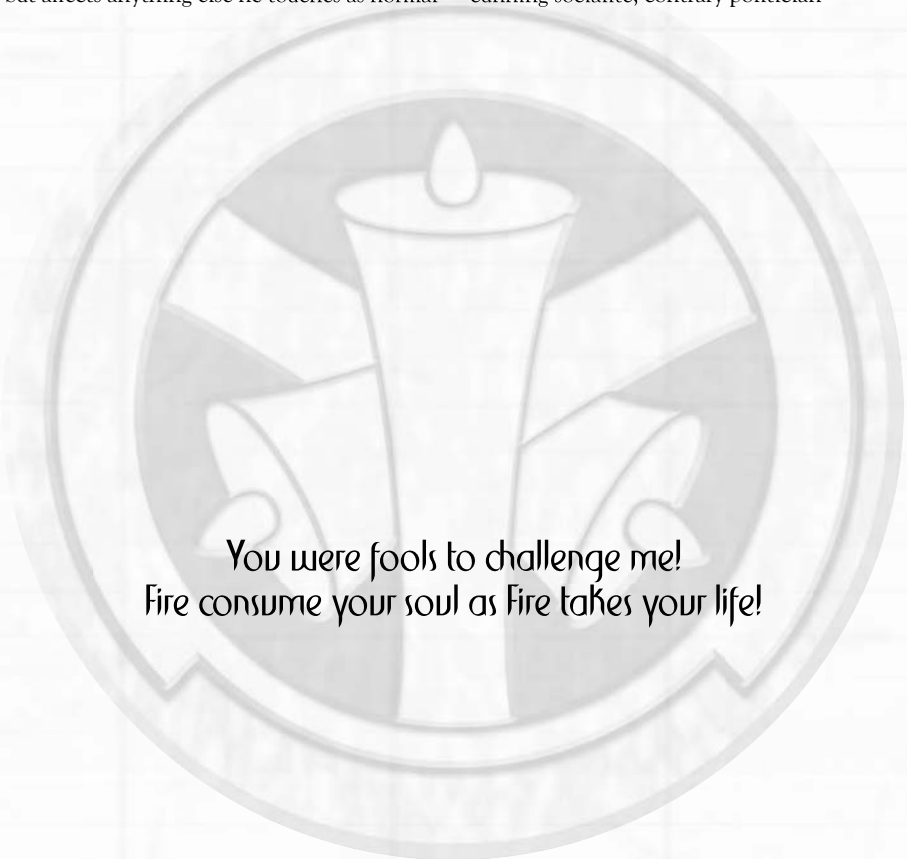 but affects anything else he touches as normal
cunning socialite, contrary politician
You were fools to challenge me!
Fire consume your soul as Fire takes your life!